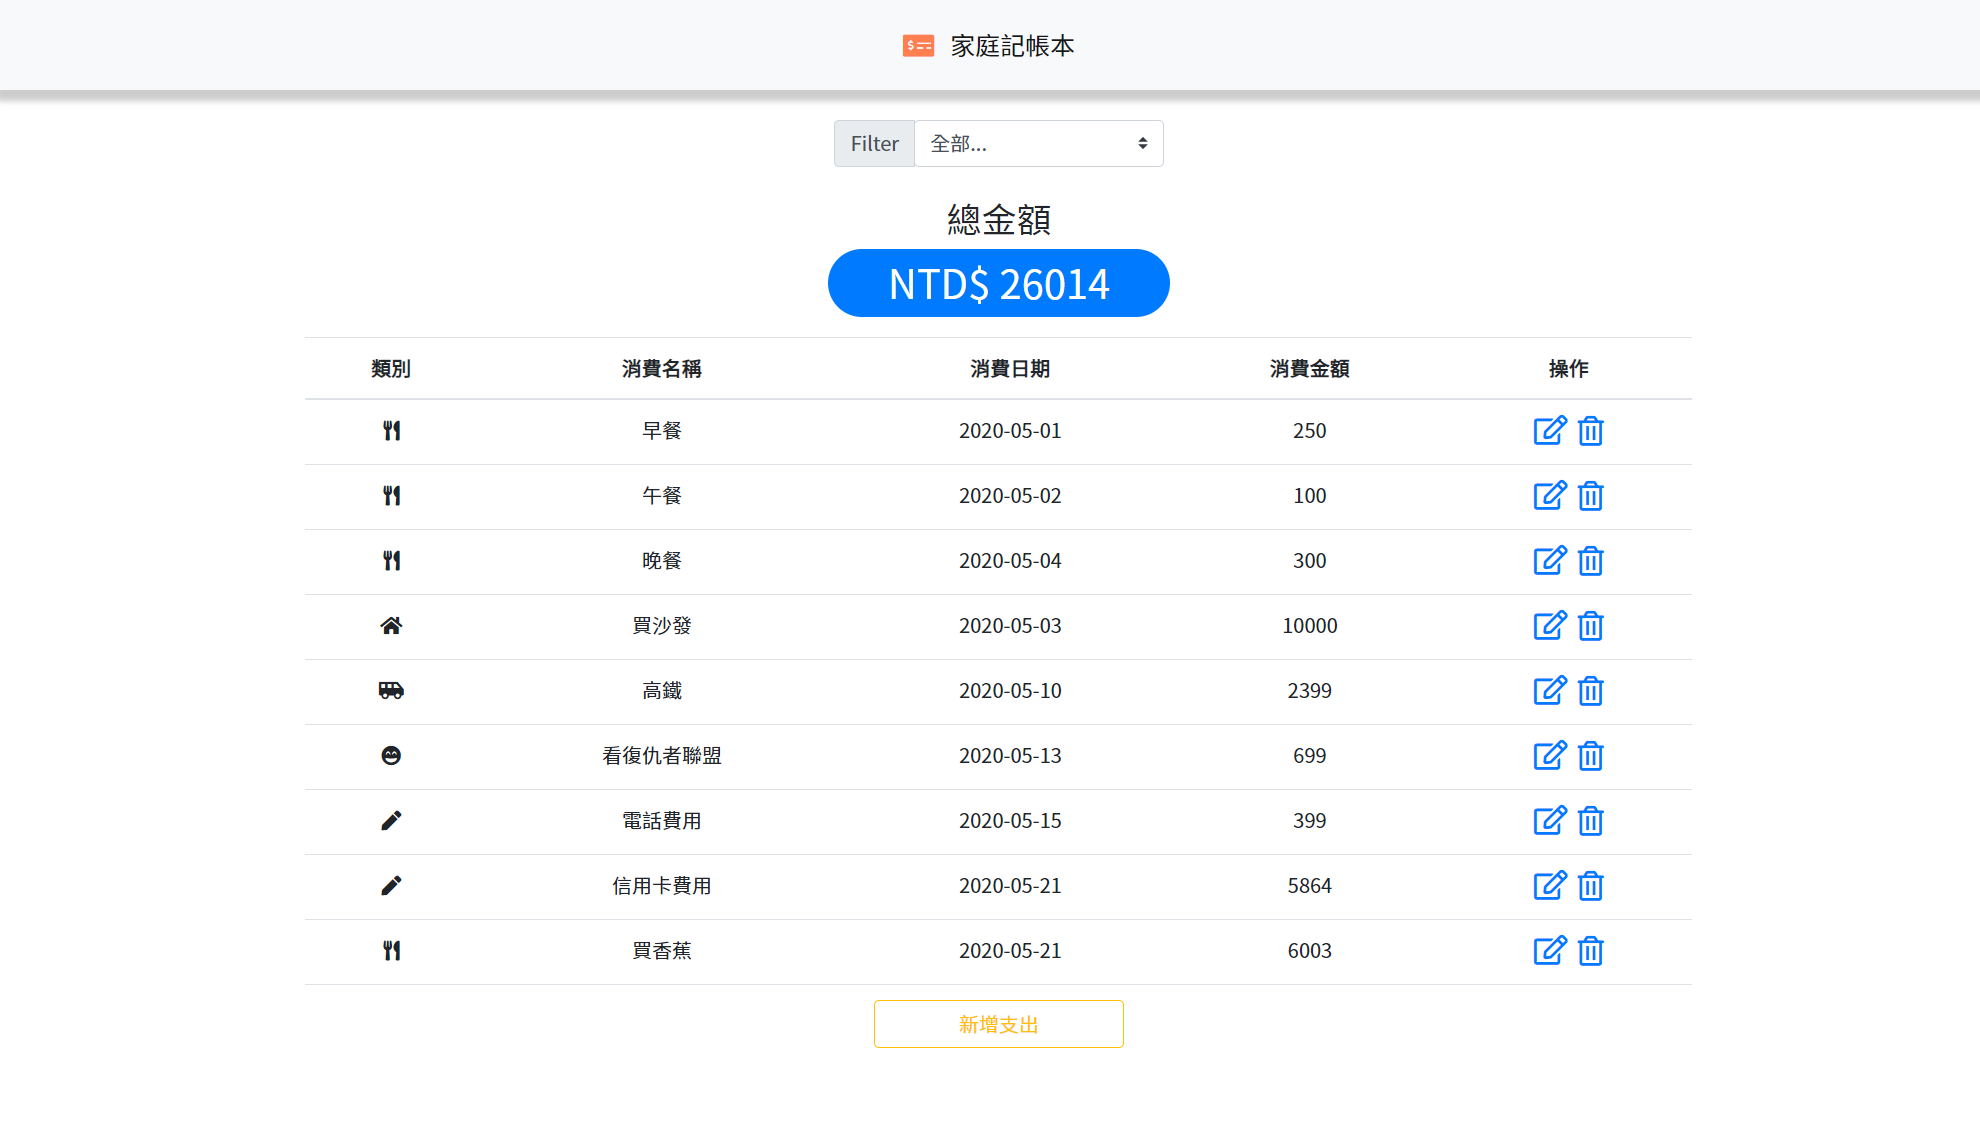 家庭記帳本
Filter 全部...
總金額
NTD$ 26014
類別 消費名稱 消費日期 消費金額 操作
早餐 2020-05-01 250
午餐 2020-05-02 100
晚餐 2020-05-04 300
買沙發 2020-05-03 10000
高鐵 2020-05-10 2399
看復仇者聯盟 2020-05-13 699
電話費用 2020-05-15 399
信用卡費用 2020-05-21 5864
買香蕉 2020-05-21 6003
新增支出